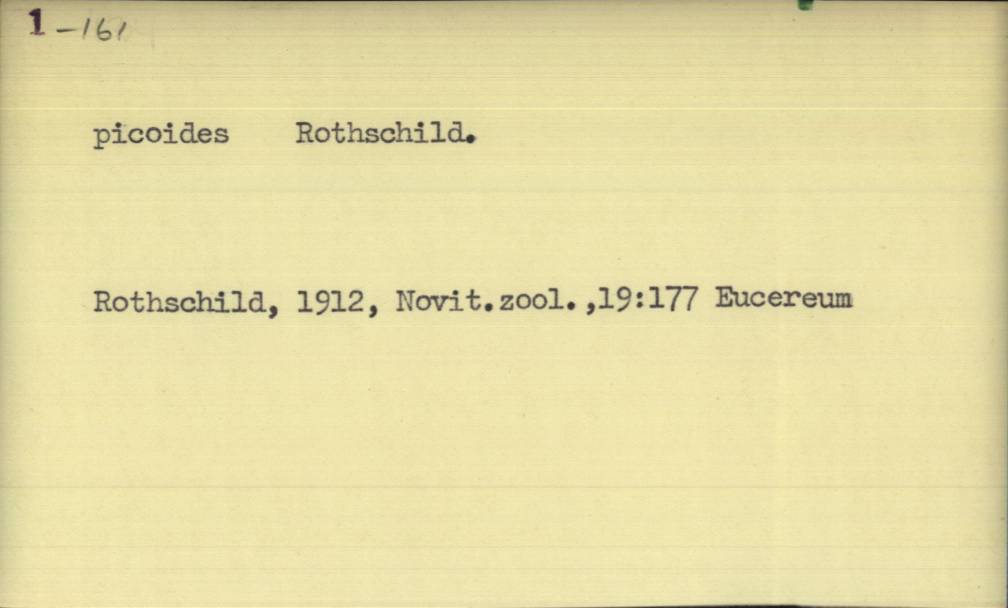 1 -161
picoides Rothschild.
Rothschild, 1912, Novit.zool.,19:177 Eucereum